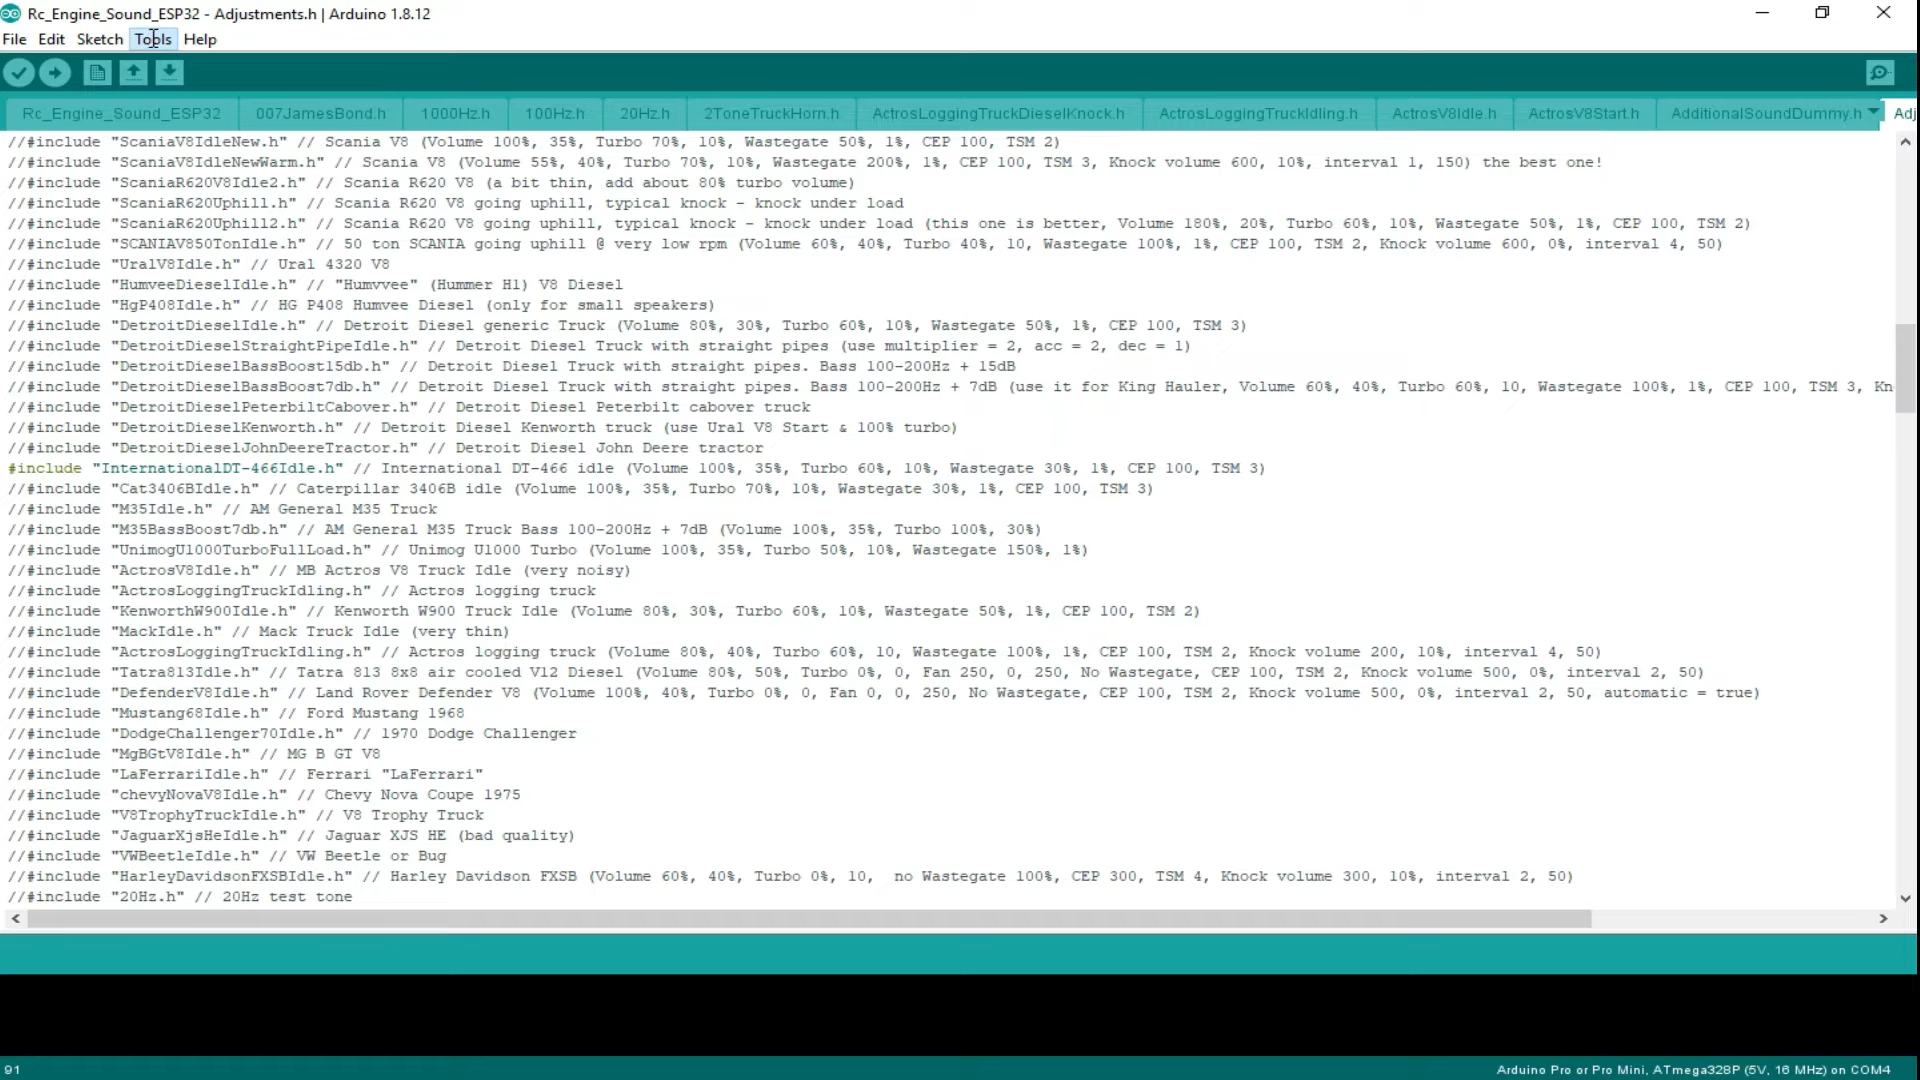 Rc_Engine_Sound_ESP32 - Adjustments.h | Arduino 1.8.12
File Edit Sketch Tools Help
Rc_Engine_Sound_ESP32 007JamesBond.h 1000Hz.h 100Hz.h 20Hz.h 2ToneTruckHorn.h ActrosLoggingTruckDieselKnock.h ActrosLoggingTruckIdling.h ActrosV8Idle.h ActrosV8Start.h AdditionalSoundDummy.h Adj
//#include "ScaniaV8IdleNew.h" // Scania V8 (Volume 100%, 35%, Turbo 70%, 10%, Wastegate 50%, 1%, CEP 100, TSM 2)
//#include "ScaniaV8IdleNewWarm.h" // Scania V8 (Volume 55%, 40%, Turbo 70%, 10%, Wastegate 200%, 1%, CEP 100, TSM 3, Knock volume 600, 10%, interval 1, 150) the best one!
//#include "ScaniaR620V8Idle2.h" // Scania R620 V8 (a bit thin, add about 80% turbo volume)
//#include "ScaniaR620Uphill.h" // Scania R620 V8 going uphill, typical knock - knock under load
//#include "ScaniaR620Uphill2.h" // Scania R620 V8 going uphill, typical knock - knock under load (this one is better, Volume 180%, 20%, Turbo 60%, 10%, Wastegate 50%, 1%, CEP 100, TSM 2)
//#include "SCANIAV850TonIdle.h" // 50 ton SCANIA going uphill @ very low rpm (Volume 60%, 40%, Turbo 40%, 10, Wastegate 100%, 1%, CEP 100, TSM 2, Knock volume 600, 0%, interval 4, 50)
//#include "UralV8Idle.h" // Ural 4320 V8
//#include "HumveeDieselIdle.h" // "Humvvee" (Hummer H1) V8 Diesel
//#include "HgP408Idle.h" // HG P408 Humvee Diesel (only for small speakers)
//#include "DetroitDieselIdle.h" // Detroit Diesel generic Truck (Volume 80%, 30%, Turbo 60%, 10%, Wastegate 50%, 1%, CEP 100, TSM 3)
//#include "DetroitDieselStraightPipeIdle.h" // Detroit Diesel Truck with straight pipes (use multiplier = 2, acc = 2, dec = 1)
//#include "DetroitDieselBassBoost15db.h" // Detroit Diesel Truck with straight pipes. Bass 100-200Hz + 15dB
//#include "DetroitDieselBassBoost7db.h" // Detroit Diesel Truck with straight pipes. Bass 100-200Hz + 7dB (use it for King Hauler, Volume 60%, 40%, Turbo 60%, 10, Wastegate 100%, 1%, CEP 100, TSM 3, Kn
//#include "DetroitDieselPeterbiltCabover.h" // Detroit Diesel Peterbilt cabover truck
//#include "DetroitDieselKenworth.h" // Detroit Diesel Kenworth truck (use Ural V8 Start & 100% turbo)
//#include "DetroitDieselJohnDeereTractor.h" // Detroit Diesel John Deere tractor
#include "InternationalDT-466Idle.h" // International DT-466 idle (Volume 100%, 35%, Turbo 60%, 10%, Wastegate 30%, 1%, CEP 100, TSM 3)
//#include "Cat3406BIdle.h" // Caterpillar 3406B idle (Volume 100%, 35%, Turbo 70%, 10%, Wastegate 30%, 1%, CEP 100, TSM 3)
//#include "M35Idle.h" // AM General M35 Truck
//#include "M35BassBoost7db.h" // AM General M35 Truck Bass 100-200Hz + 7dB (Volume 100%, 35%, Turbo 100%, 30%)
//#include "UnimogU1000TurboFullLoad.h" // Unimog U1000 Turbo (Volume 100%, 35%, Turbo 50%, 10%, Wastegate 150%, 1%)
//#include "ActrosV8Idle.h" // MB Actros V8 Truck Idle (very noisy)
//#include "ActrosLoggingTruckIdling.h" // Actros logging truck
//#include "KenworthW900Idle.h" // Kenworth W900 Truck Idle (Volume 80%, 30%, Turbo 60%, 10%, Wastegate 50%, 1%, CEP 100, TSM 2)
//#include "MackIdle.h" // Mack Truck Idle (very thin)
//#include "ActrosLoggingTruckIdling.h" // Actros logging truck (Volume 80%, 40%, Turbo 60%, 10, Wastegate 100%, 1%, CEP 100, TSM 2, Knock volume 200, 10%, interval 4, 50)
//#include "Tatra813Idle.h" // Tatra 813 8x8 air cooled V12 Diesel (Volume 80%, 50%, Turbo 0%, 0, Fan 250, 0, 250, No Wastegate, CEP 100, TSM 2, Knock volume 500, 0%, interval 2, 50)
//#include "DefenderV8Idle.h" // Land Rover Defender V8 (Volume 100%, 40%, Turbo 0%, 0, Fan 0, 0, 250, No Wastegate, CEP 100, TSM 2, Knock volume 500, 0%, interval 2, 50, automatic = true)
//#include "Mustang68Idle.h" // Ford Mustang 1968
//#include "DodgeChallenger70Idle.h" // 1970 Dodge Challenger
//#include "MgBGtV8Idle.h" // MG B GT V8
//#include "LaFerrariIdle.h" // Ferrari "LaFerrari"
//#include "chevyNovaV8Idle.h" // Chevy Nova Coupe 1975
//#include "V8TrophyTruckIdle.h" // V8 Trophy Truck
//#include "JaguarXjsHeIdle.h" // Jaguar XJS HE (bad quality)
//#include "VWBeetleIdle.h" // VW Beetle or Bug
//#include "HarleyDavidsonFXSBIdle.h" // Harley Davidson FXSB (Volume 60%, 40%, Turbo 0%, 10,  no Wastegate 100%, CEP 300, TSM 4, Knock volume 300, 10%, interval 2, 50)
//#include "20Hz.h" // 20Hz test tone
91
Arduino Pro or Pro Mini, ATmega328P (5V, 16 MHz) on COM4